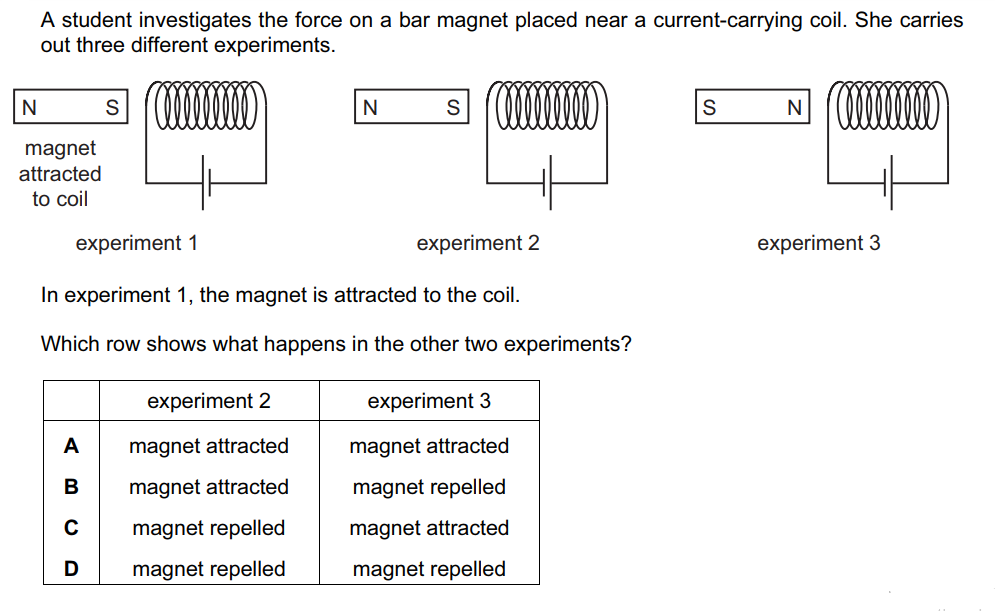 A student investigates the force on a bar magnet placed near a current-carrying coil. She carries
out three different experiments.
N S N S S N
magnet
attracted
to coil
experiment 1 experiment 2 experiment 3
In experiment 1, the magnet is attracted to the coil.
Which row shows what happens in the other two experiments?
experiment 2 experiment 3
A magnet attracted magnet attracted
B magnet attracted magnet repelled
C magnet repelled magnet attracted
D magnet repelled magnet repelled